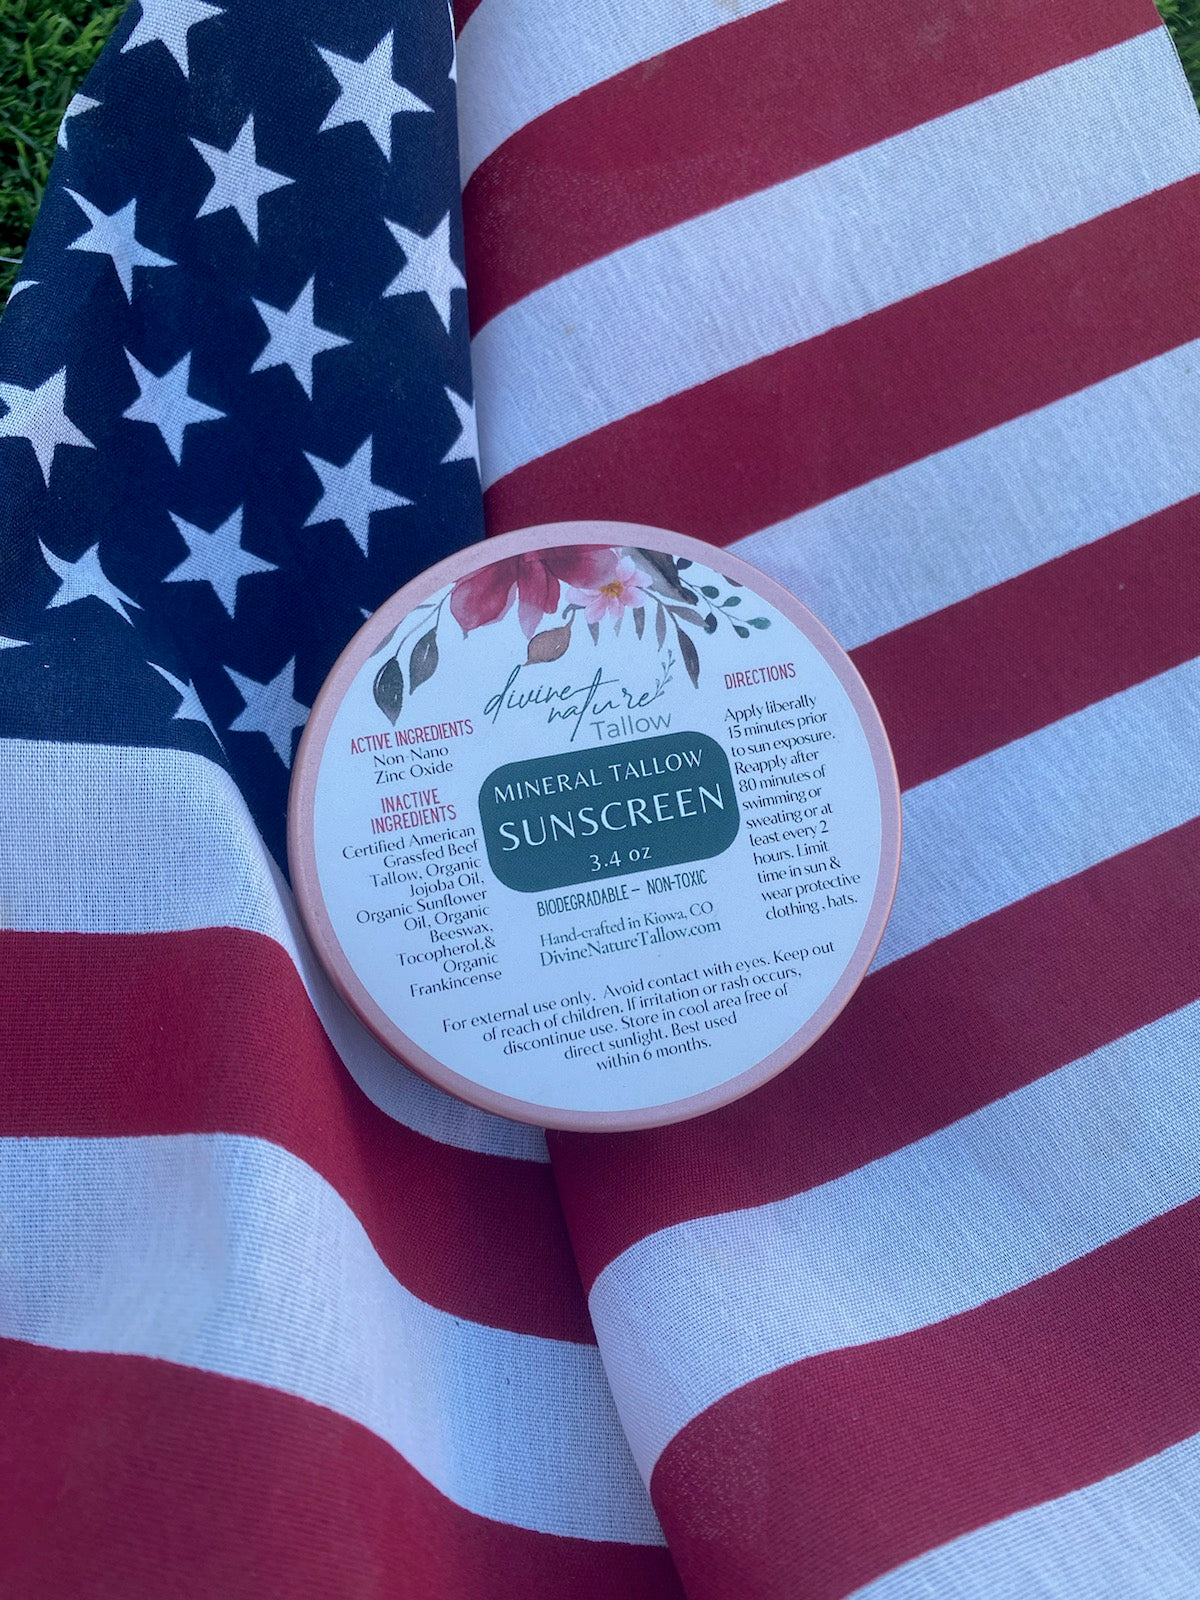 divine
nature
Tallow
ACTIVE INGREDIENTS
Non-Nano
Zinc Oxide
INACTIVE
INGREDIENTS
Certified American
Grassfed Beef
Tallow, Organic
Jojoba Oil,
Organic Sunflower
Oil, Organic
Beeswax,
Tocopherol,&
Organic
Frankincense
MINERAL TALLOW
SUNSCREEN
3.4 oz
BIODEGRADABLE – NON-TOXIC
Hand-crafted in Kiowa, CO
DivineNatureTallow.com
DIRECTIONS
Apply liberally
15 minutes prior
to sun exposure.
Reapply after
80 minutes of
swimming or
sweating or at
least every 2
hours. Limit
time in sun &
wear protective
clothing , hats.
For external use only. Avoid contact with eyes. Keep out
of reach of children. If irritation or rash occurs,
discontinue use. Store in cool area free of
direct sunlight. Best used
within 6 months.